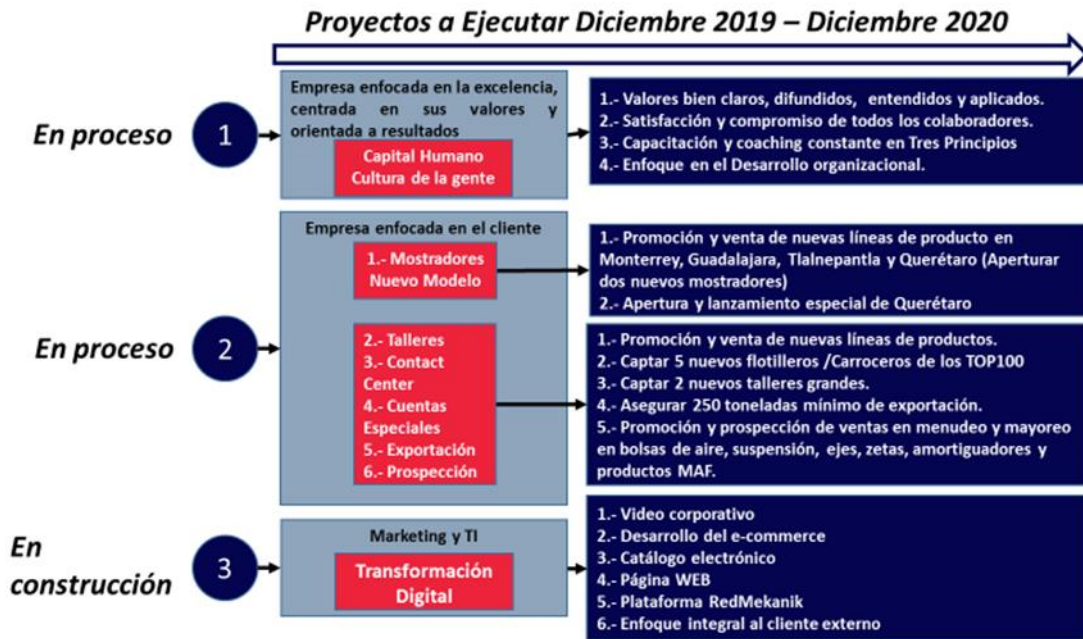 Proyectos a Ejecutar Diciembre 2019 – Diciembre 2020
En proceso
1
Empresa enfocada en la excelencia,
centrada en sus valores y
orientada a resultados
Capital Humano
Cultura de la gente
1.- Valores bien claros, difundidos, entendidos y aplicados.
2.- Satisfacción y compromiso de todos los colaboradores.
3.- Capacitación y coaching constante en Tres Principios
4.- Enfoque en el Desarrollo organizacional.
En proceso
2
Empresa enfocada en el cliente
1.- Mostradores
Nuevo Modelo
1.- Promoción y venta de nuevas líneas de producto en
Monterrey, Guadalajara, Tlalnepantla y Querétaro (Aperturar
dos nuevos mostradores)
2.- Apertura y lanzamiento especial de Querétaro
2.- Talleres
3.- Contact
Center
4.- Cuentas
Especiales
5.- Exportación
6.- Prospección
1.- Promoción y venta de nuevas líneas de productos.
2.- Captar 5 nuevos flotilleros /Carroceros de los TOP100
3.- Captar 2 nuevos talleres grandes.
4.- Asegurar 250 toneladas mínimo de exportación.
5.- Promoción y prospección de ventas en menudeo y mayoreo
en bolsas de aire, suspensión, ejes, zetas, amortiguadores y
productos MAF.
En
construcción
3
Marketing y TI
Transformación
Digital
1.- Video corporativo
2.- Desarrollo del e-commerce
3.- Catálogo electrónico
4.- Página WEB
5.- Plataforma RedMekanik
6.- Enfoque integral al cliente externo